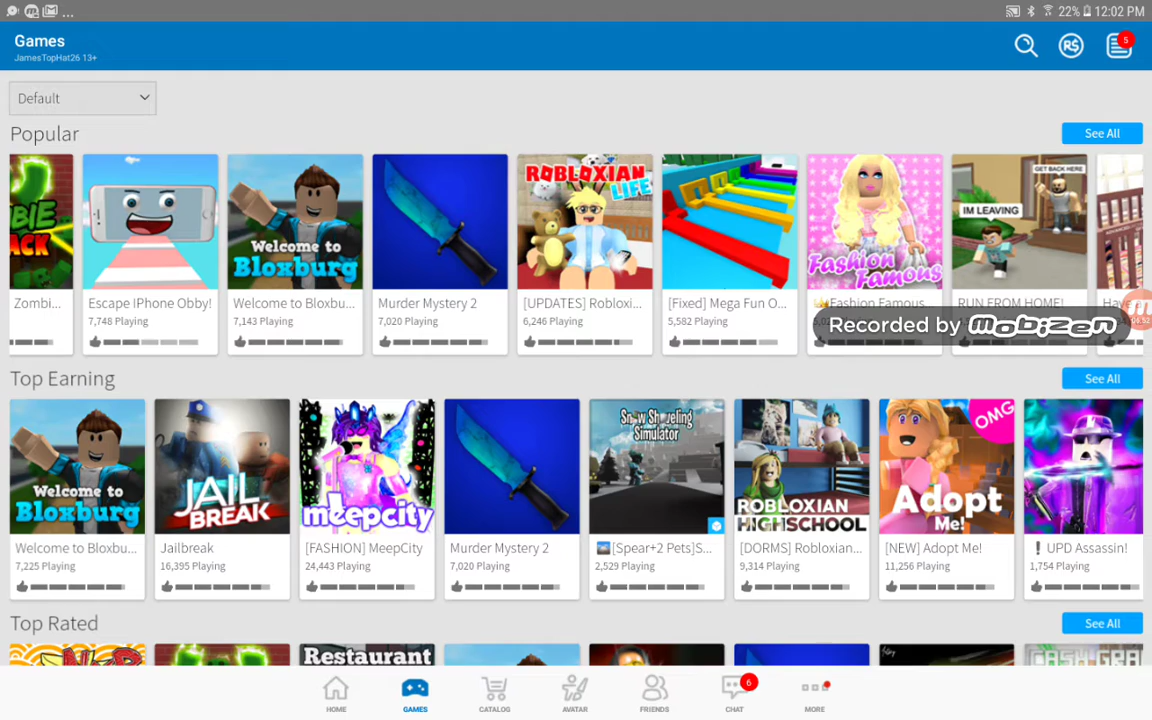 ... 22% 12:02 PM
Games
JamesTopHat26 13+
R$ 5
Default
Popular See All
GET BACK HERE
IM LEAVING
ROBLOXIAN LIFE
Welcome to Bloxburg
Fashion Famous
Zombi... Escape IPhone Obby! Welcome to Bloxbu... Murder Mystery 2 [UPDATES] Robloxi... [Fixed] Mega Fun O... Fashion Famous... RUN FROM HOME!
7,748 Playing 7,143 Playing 7,020 Playing 6,246 Playing 5,582 Playing
Recorded by mobizen
Top Earning See All
Welcome to Bloxburg
JAIL BREAK
meepcity
Snow Shoveling Simulator
ROBLOXIAN HIGHSCHOOL
OMG
Adopt Me!
Welcome to Bloxbu... Jailbreak [FASHION] MeepCity Murder Mystery 2 [Spear+2 Pets]S... [DORMS] Robloxian... [NEW] Adopt Me! ! UPD Assassin!
7,225 Playing 16,395 Playing 24,443 Playing 7,020 Playing 2,529 Playing 9,314 Playing 11,256 Playing 1,754 Playing
Top Rated See All
Restaurant
HOME GAMES CATALOG AVATAR FRIENDS CHAT 6 MORE